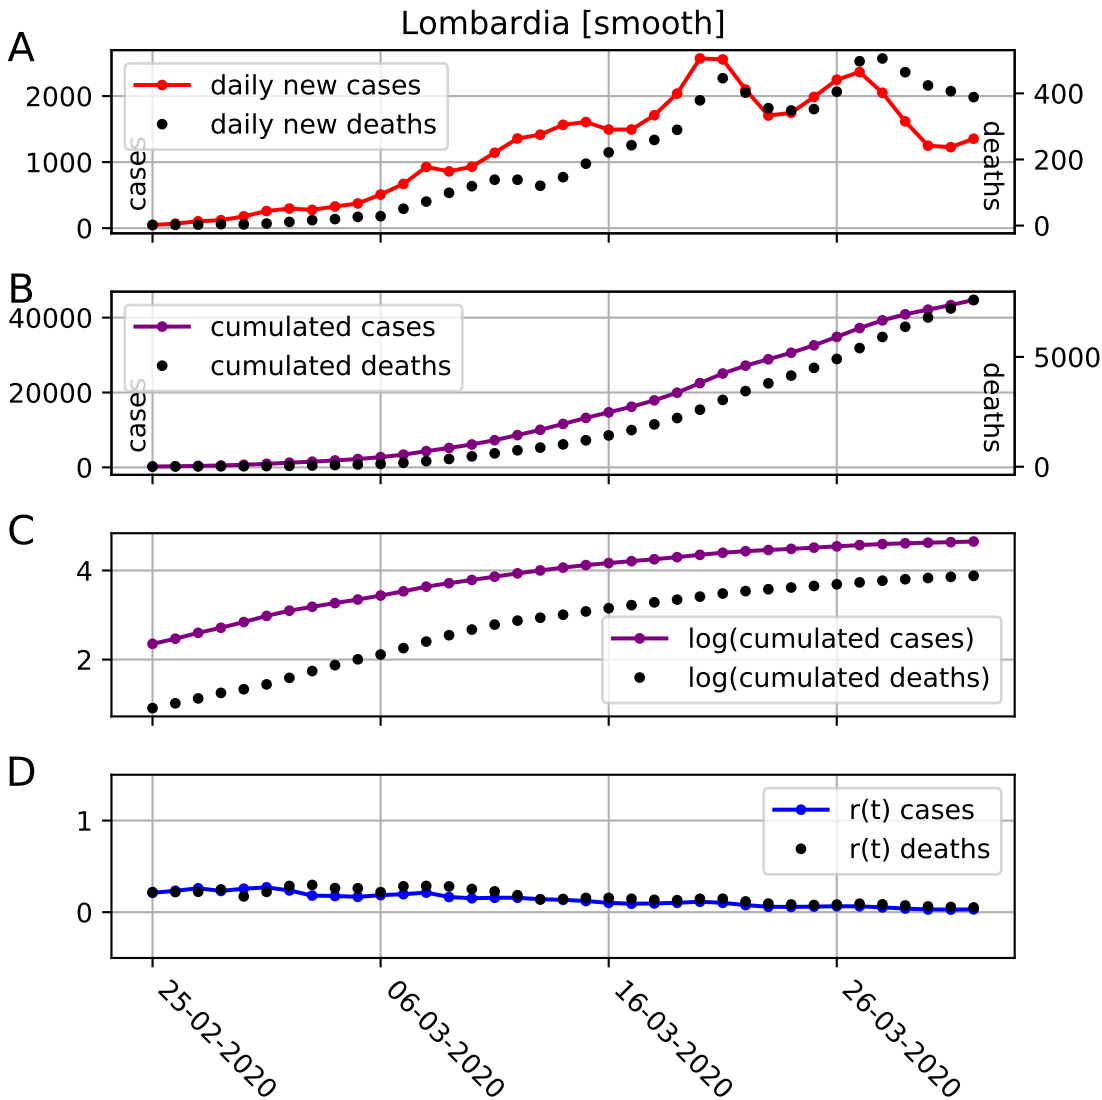 Lombardia [smooth]
A
daily new cases
daily new deaths
2000
1000
0
cases
400
200
0
deaths
B
cumulated cases
cumulated deaths
40000
20000
0
cases
5000
0
deaths
C
4
2
log(cumulated cases)
log(cumulated deaths)
D
r(t) cases
r(t) deaths
1
0
25-02-2020
06-03-2020
16-03-2020
26-03-2020